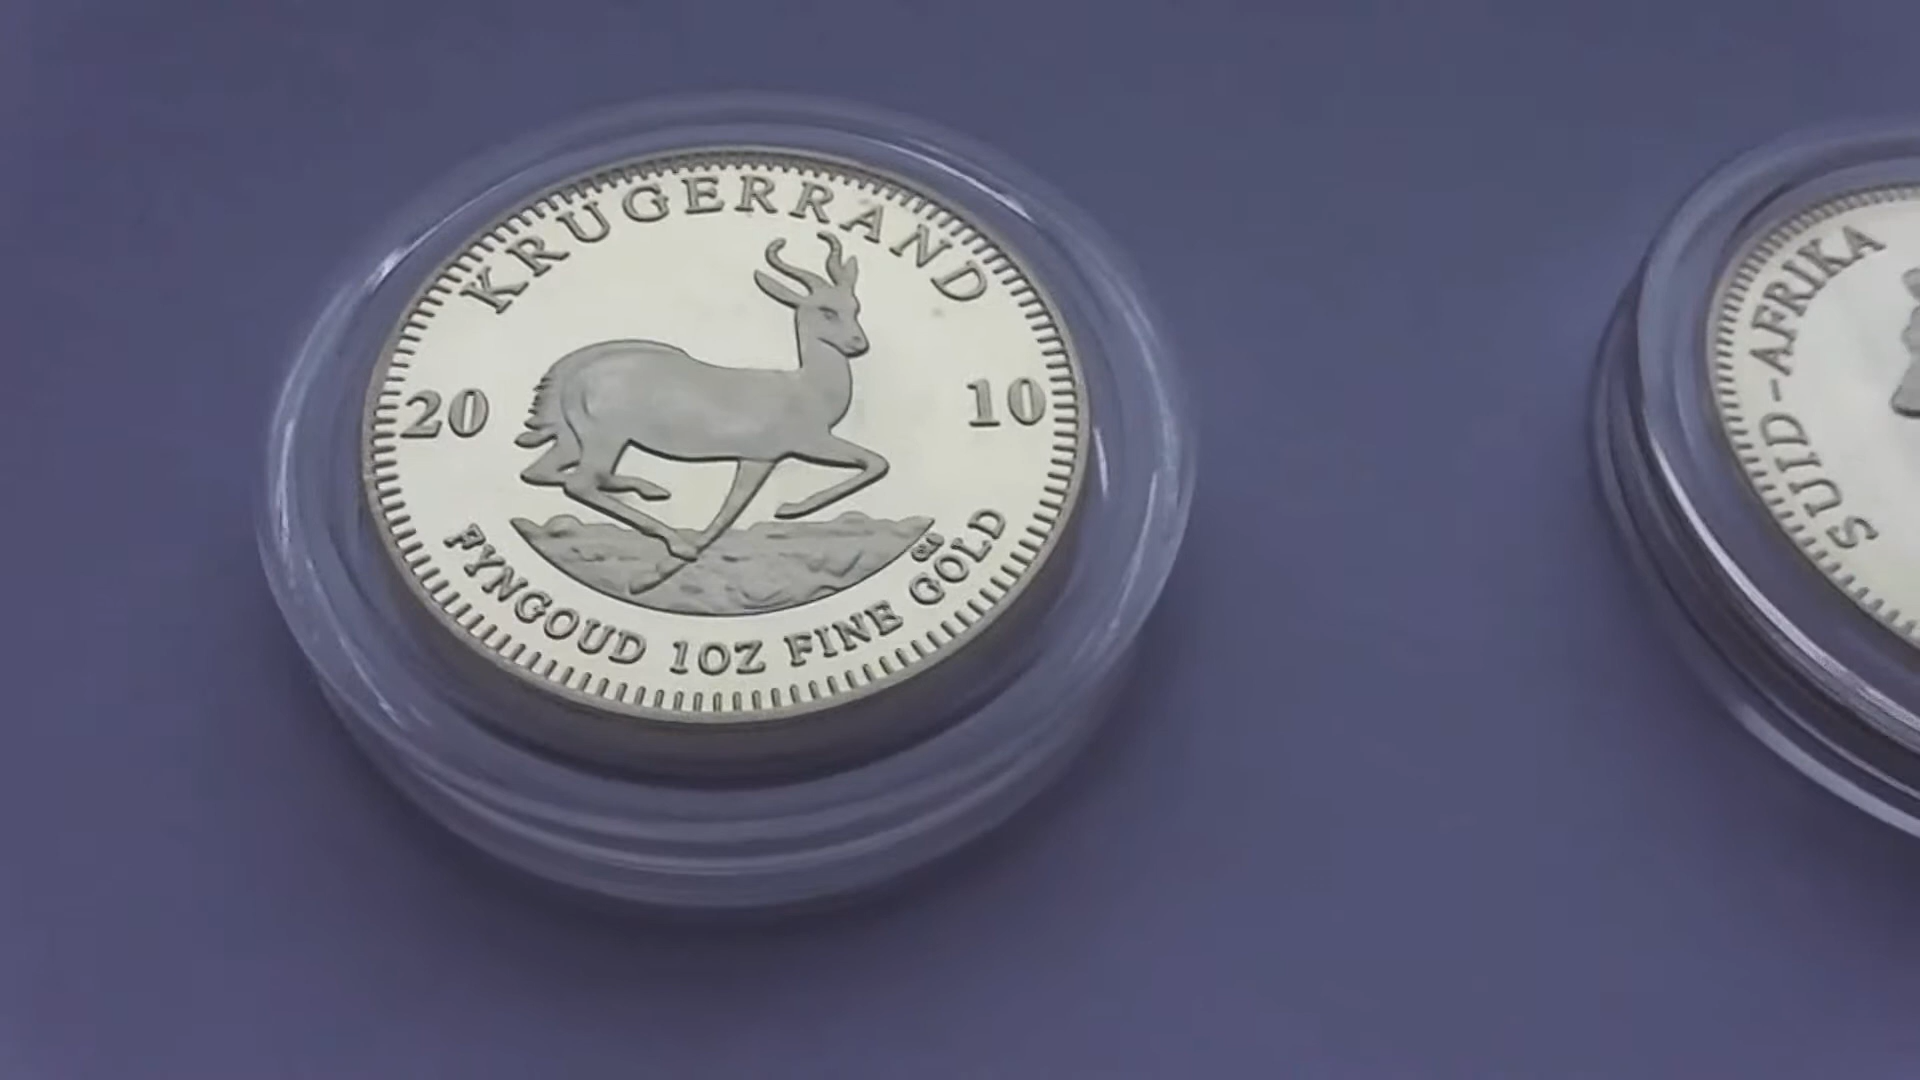 KRUGERRAND
20 10
FYNGOUD 1OZ FINE GOLD
SUID-AFRIKA